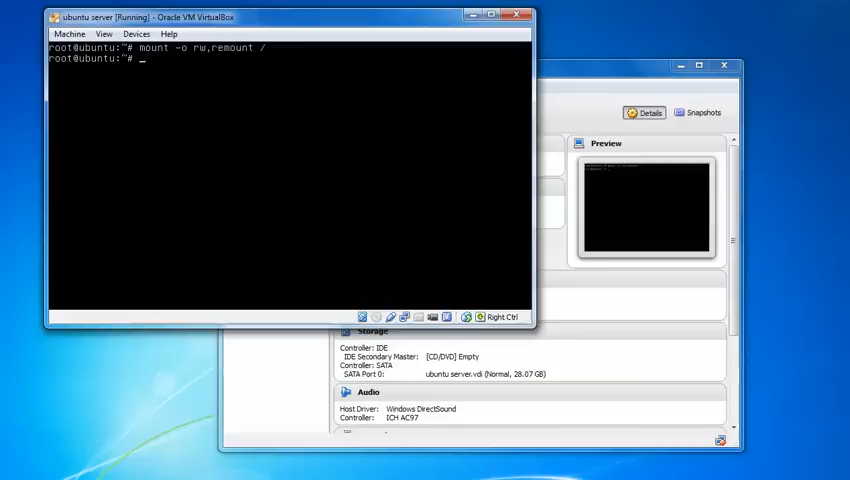 ubuntu server [Running] - Oracle VM VirtualBox
Machine View Devices Help
root@ubuntu:~# mount -o rw,remount /
root@ubuntu:~# _
Right Ctrl
Details
Snapshots
Preview
Storage
Controller: IDE
IDE Secondary Master: [CD/DVD] Empty
Controller: SATA
SATA Port 0: ubuntu server.vdi (Normal, 28.07 GB)
Audio
Host Driver: Windows DirectSound
Controller: ICH AC97